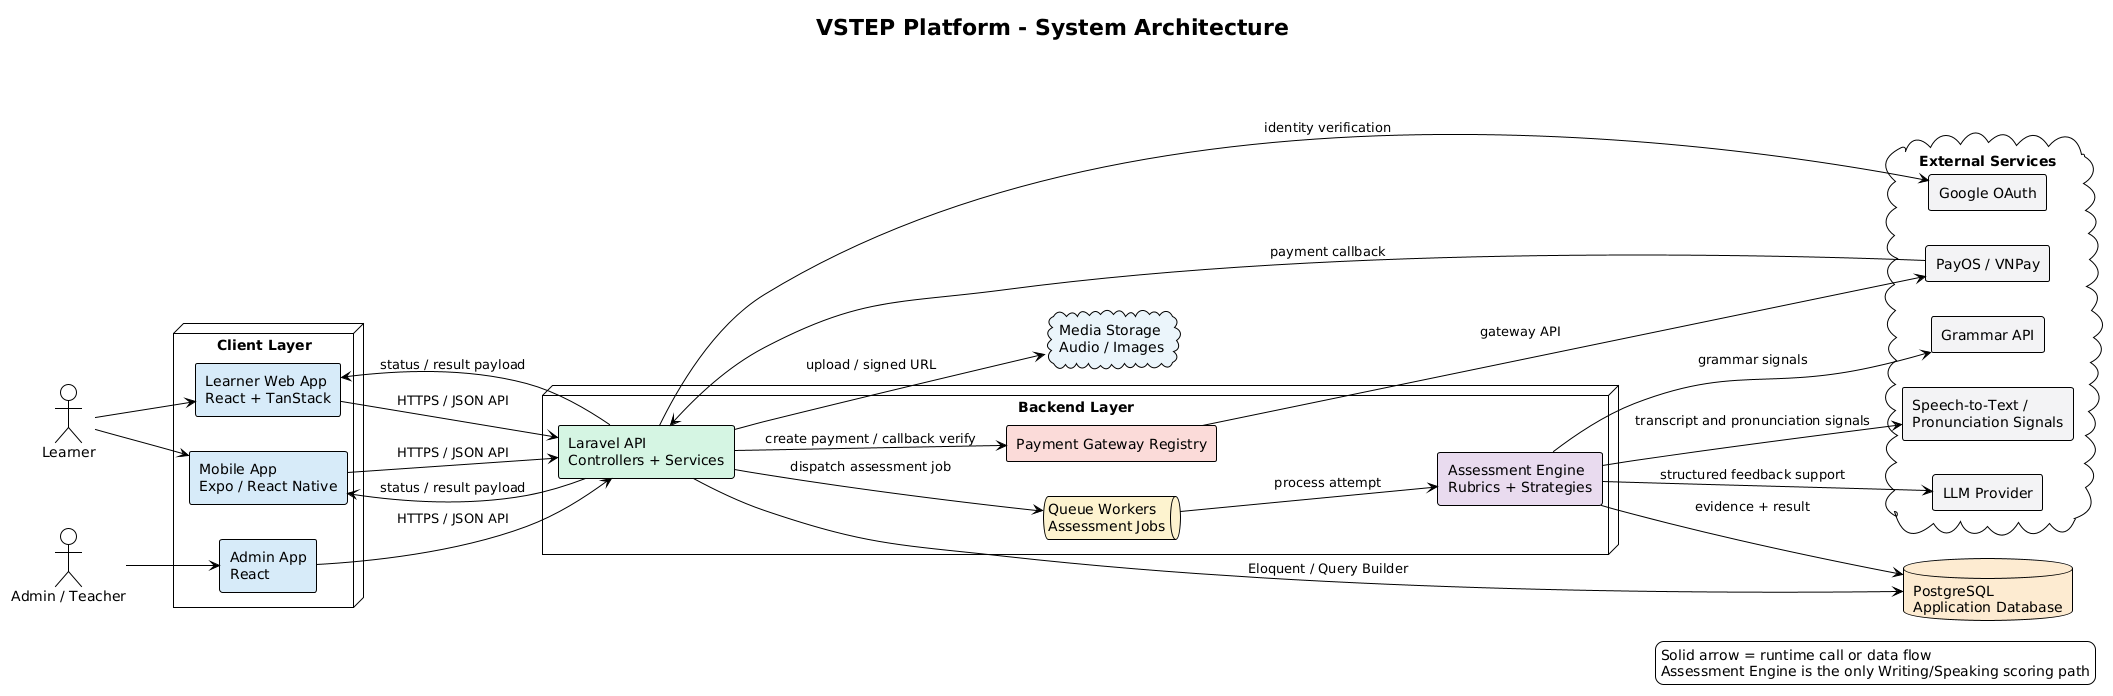 VSTEP Platform - System Architecture
identity verification
External Services
Google OAuth
payment callback
PayOS / VNPay
Media Storage
Audio / Images
gateway API
Grammar API
Client Layer
Learner Web App
React + TanStack
status / result payload
HTTPS / JSON API
upload / signed URL
grammar signals
Backend Layer
Learner
Mobile App
Expo / React Native
HTTPS / JSON API
status / result payload
HTTPS / JSON API
Laravel API
Controllers + Services
create payment / callback verify
Payment Gateway Registry
dispatch assessment job
Queue Workers
Assessment Jobs
process attempt
Assessment Engine
Rubrics + Strategies
transcript and pronunciation signals
Speech-to-Text /
Pronunciation Signals
structured feedback support
LLM Provider
evidence + result
Admin / Teacher
Admin App
React
Eloquent / Query Builder
PostgreSQL
Application Database
Solid arrow = runtime call or data flow
Assessment Engine is the only Writing/Speaking scoring path